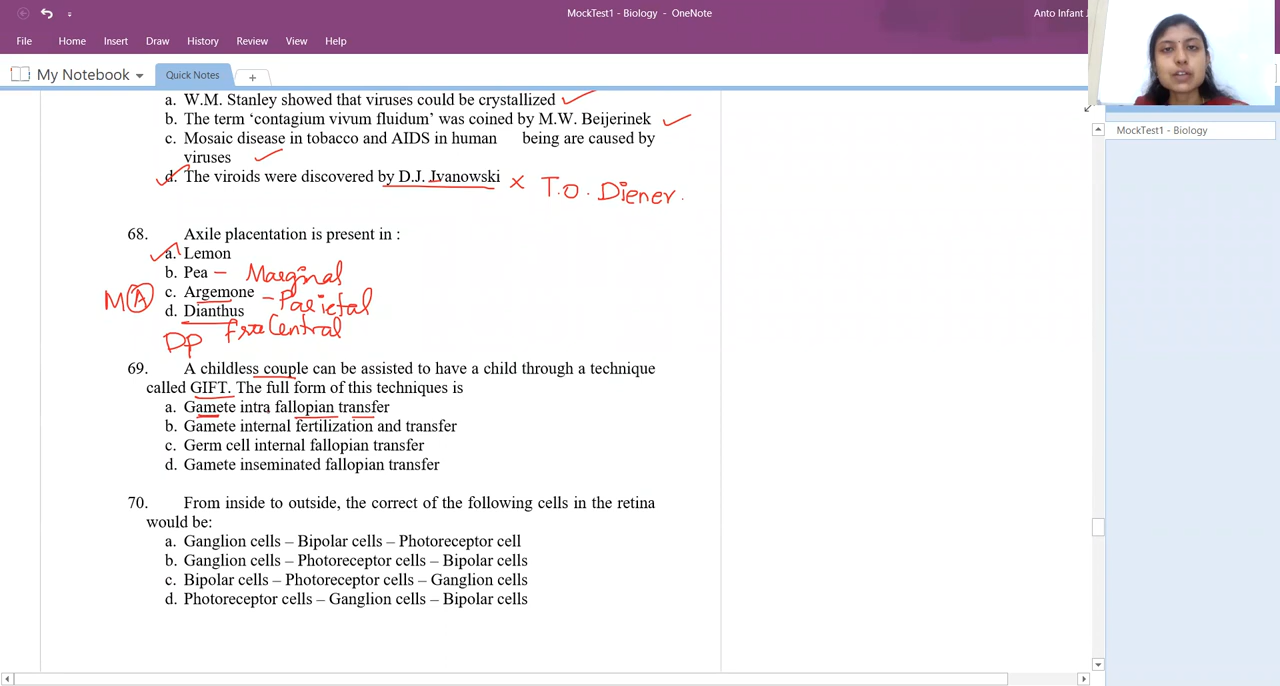 MockTest1 - Biology - OneNote
Anto Infant J
File Home Insert Draw History Review View Help
My Notebook Quick Notes +
MockTest1 - Biology
a. W.M. Stanley showed that viruses could be crystallized
b. The term ‘contagium vivum fluidum’ was coined by M.W. Beijerinek
c. Mosaic disease in tobacco and AIDS in human being are caused by
viruses
d. The viroids were discovered by D.J. Ivanowski × T.O. Diener.
68. Axile placentation is present in :
a. Lemon
b. Pea – Marginal
M A c. Argemone – Parietal
d. Dianthus
Dp Free Central
69. A childless couple can be assisted to have a child through a technique
called GIFT. The full form of this techniques is
a. Gamete intra fallopian transfer
b. Gamete internal fertilization and transfer
c. Germ cell internal fallopian transfer
d. Gamete inseminated fallopian transfer
70. From inside to outside, the correct of the following cells in the retina
would be:
a. Ganglion cells – Bipolar cells – Photoreceptor cell
b. Ganglion cells – Photoreceptor cells – Bipolar cells
c. Bipolar cells – Photoreceptor cells – Ganglion cells
d. Photoreceptor cells – Ganglion cells – Bipolar cells